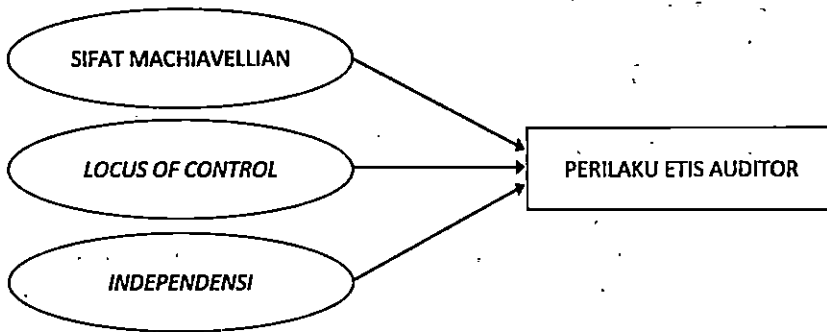 SIFAT MACHIAVELLIAN
LOCUS OF CONTROL
PERILAKU ETIS AUDITOR
INDEPENDENSI